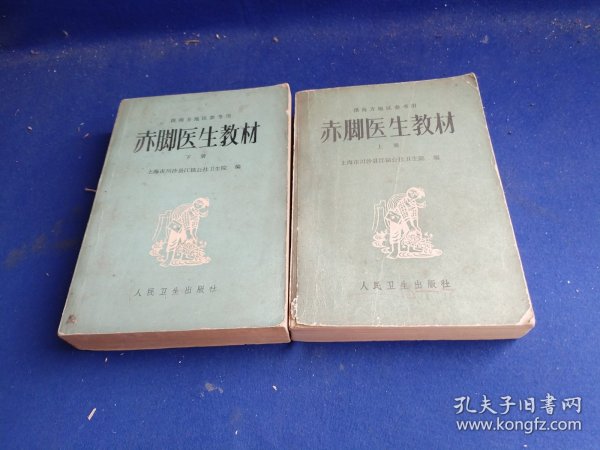 供南方地区参考用
赤脚医生教材
下册
上海市川沙县江镇公社卫生院 编
人民卫生出版社
供南方地区参考用
赤脚医生教材
上册
上海市川沙县江镇公社卫生院 编
人民卫生出版社
孔夫子旧书网
www.kongfz.com